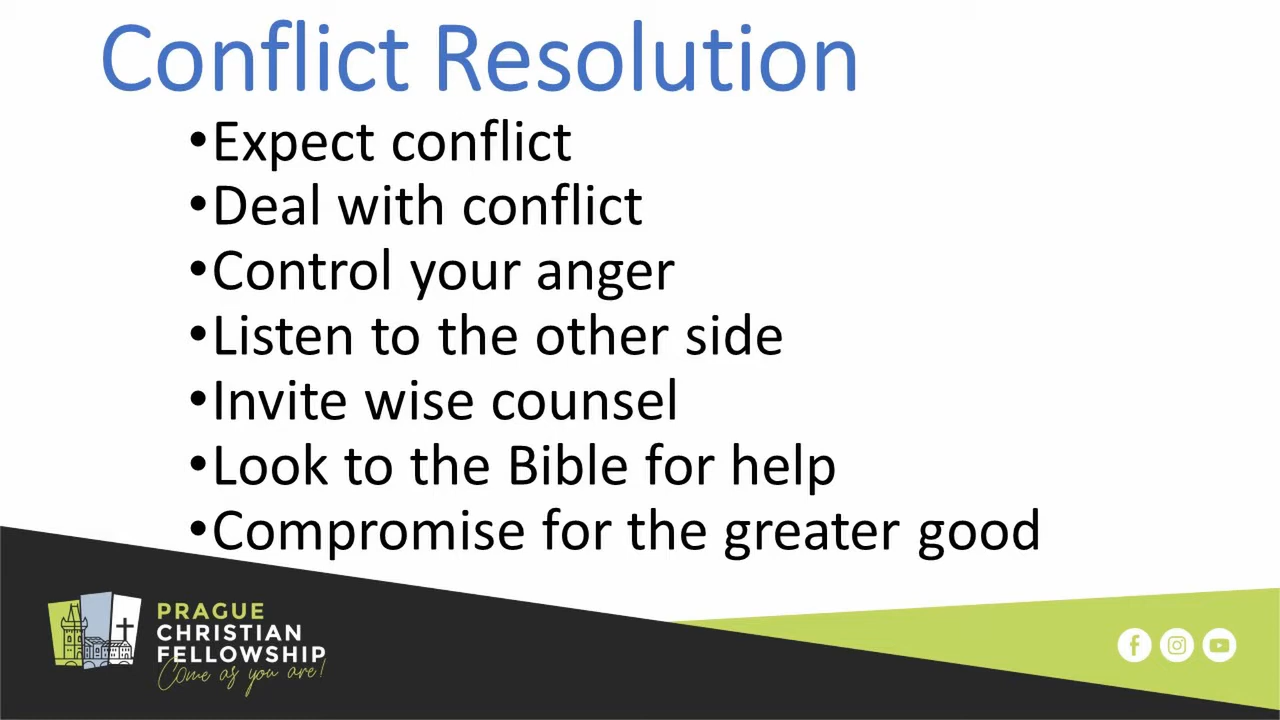 Conflict Resolution
•Expect conflict
•Deal with conflict
•Control your anger
•Listen to the other side
•Invite wise counsel
•Look to the Bible for help
•Compromise for the greater good
PRAGUE
CHRISTIAN
FELLOWSHIP
Come as you are!